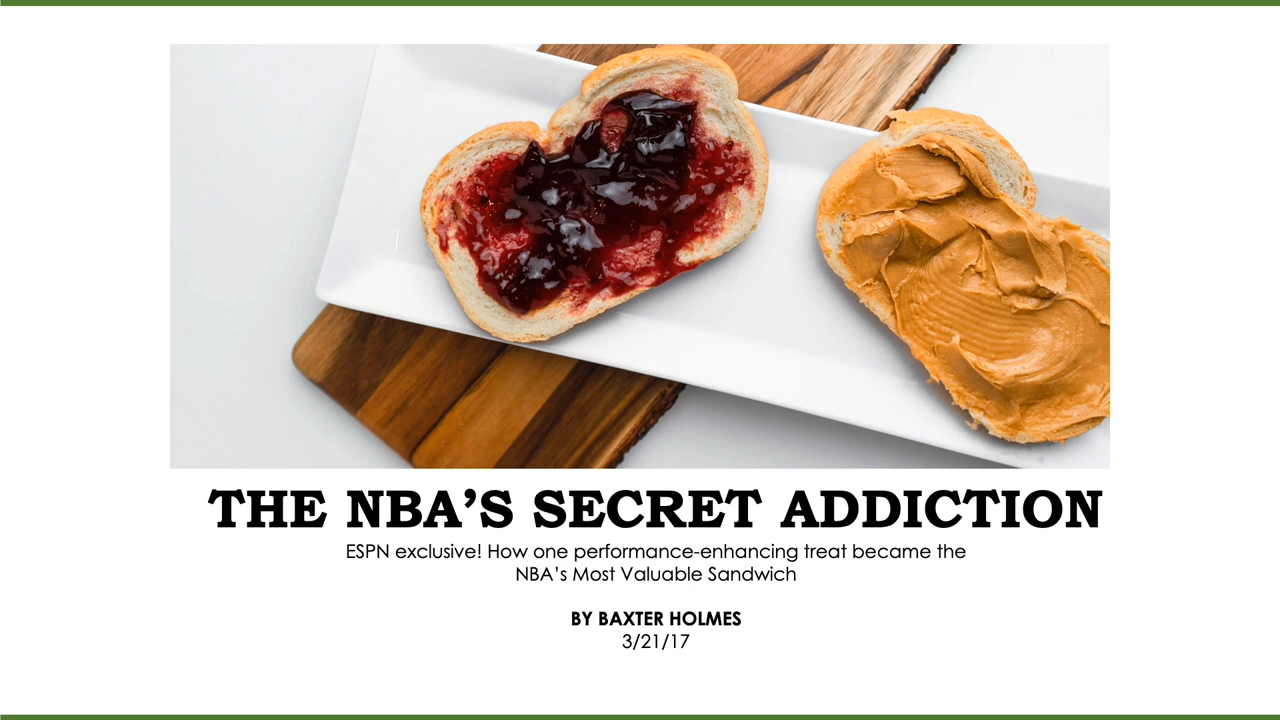 THE NBA’S SECRET ADDICTION
ESPN exclusive! How one performance-enhancing treat became the
NBA’s Most Valuable Sandwich
BY BAXTER HOLMES
3/21/17